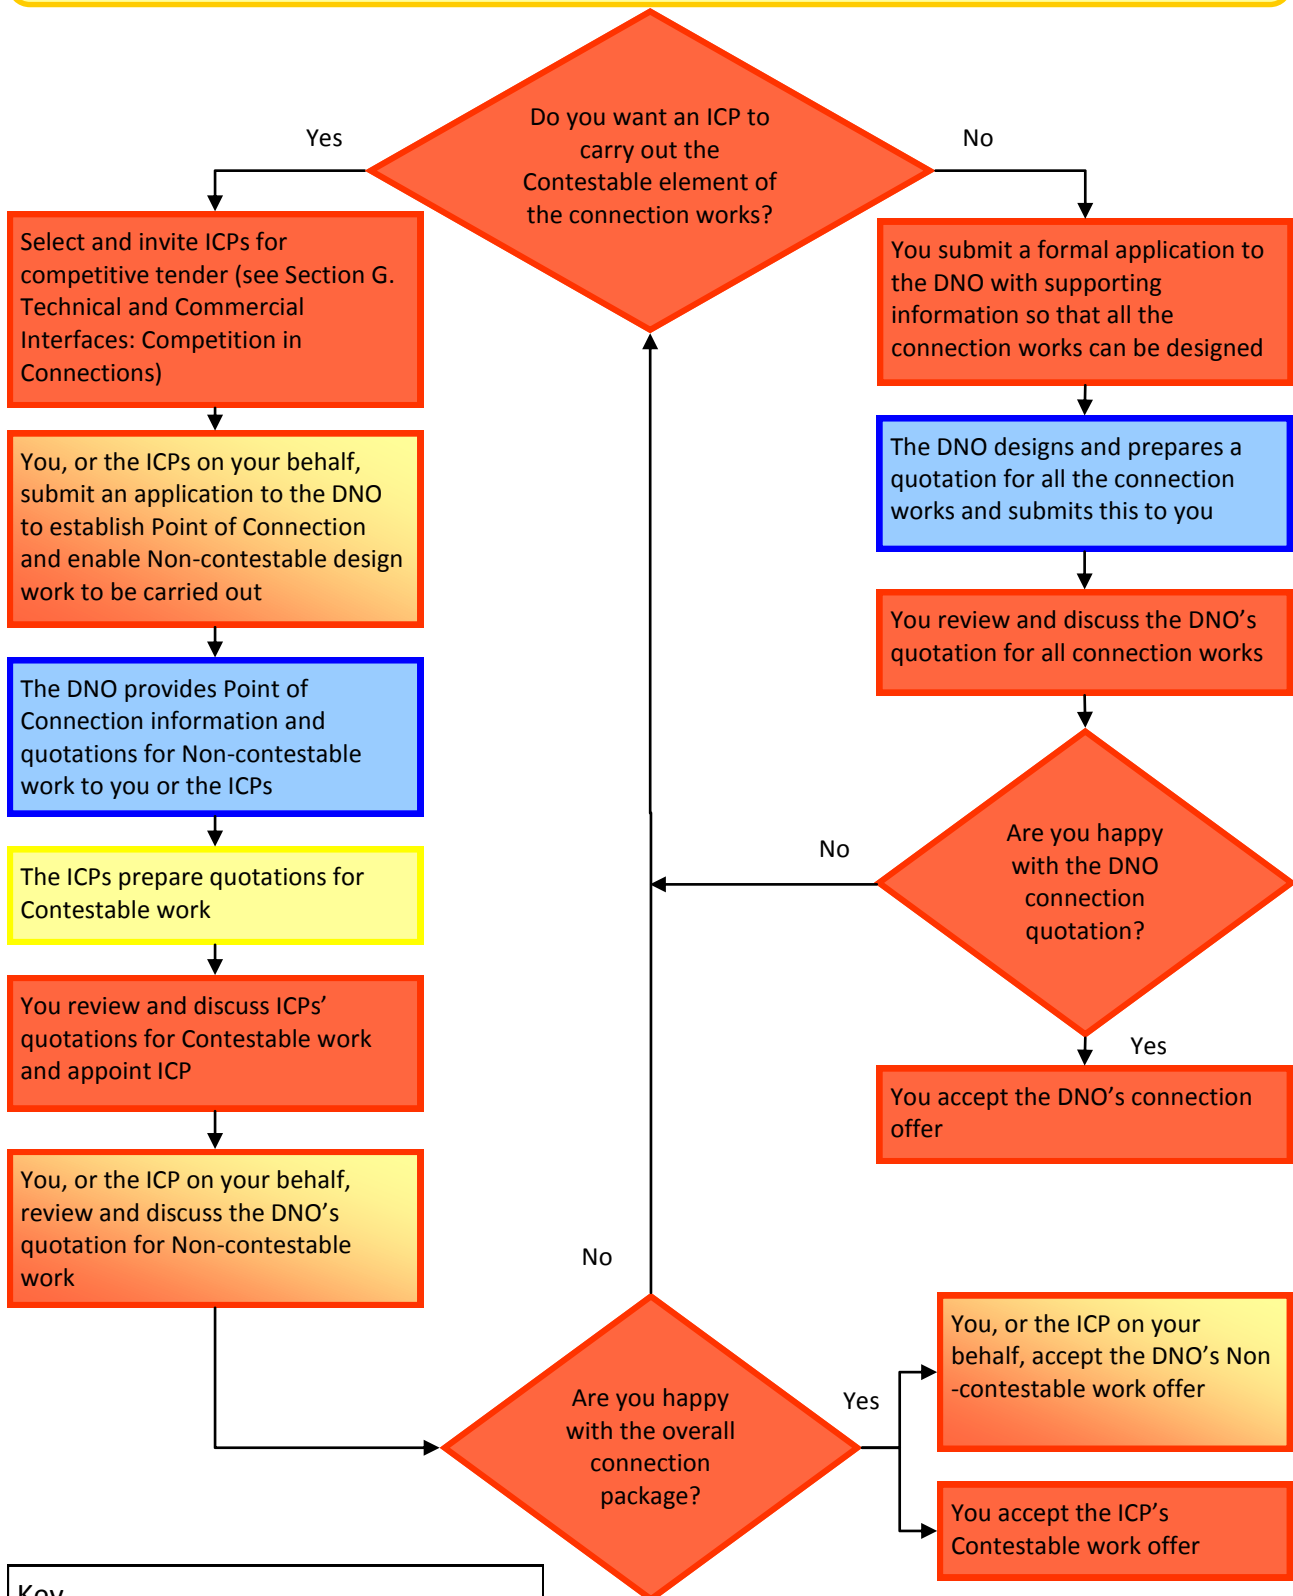 Do you want an ICP to
carry out the
Contestable element of
the connection works?
Yes
No
Select and invite ICPs for
competitive tender (see Section G.
Technical and Commercial
Interfaces: Competition in
Connections)
You, or the ICPs on your behalf,
submit an application to the DNO
to establish Point of Connection
and enable Non-contestable design
work to be carried out
The DNO provides Point of
Connection information and
quotations for Non-contestable
work to you or the ICPs
The ICPs prepare quotations for
Contestable work
You review and discuss ICPs’
quotations for Contestable work
and appoint ICP
You, or the ICP on your behalf,
review and discuss the DNO’s
quotation for Non-contestable
work
You submit a formal application to
the DNO with supporting
information so that all the
connection works can be designed
The DNO designs and prepares a
quotation for all the connection
works and submits this to you
You review and discuss the DNO’s
quotation for all connection works
Are you happy
with the DNO
connection
quotation?
No
Yes
You accept the DNO’s connection
offer
No
Are you happy
with the overall
connection
package?
Yes
You, or the ICP on your
behalf, accept the DNO’s Non
-contestable work offer
You accept the ICP’s
Contestable work offer
Key